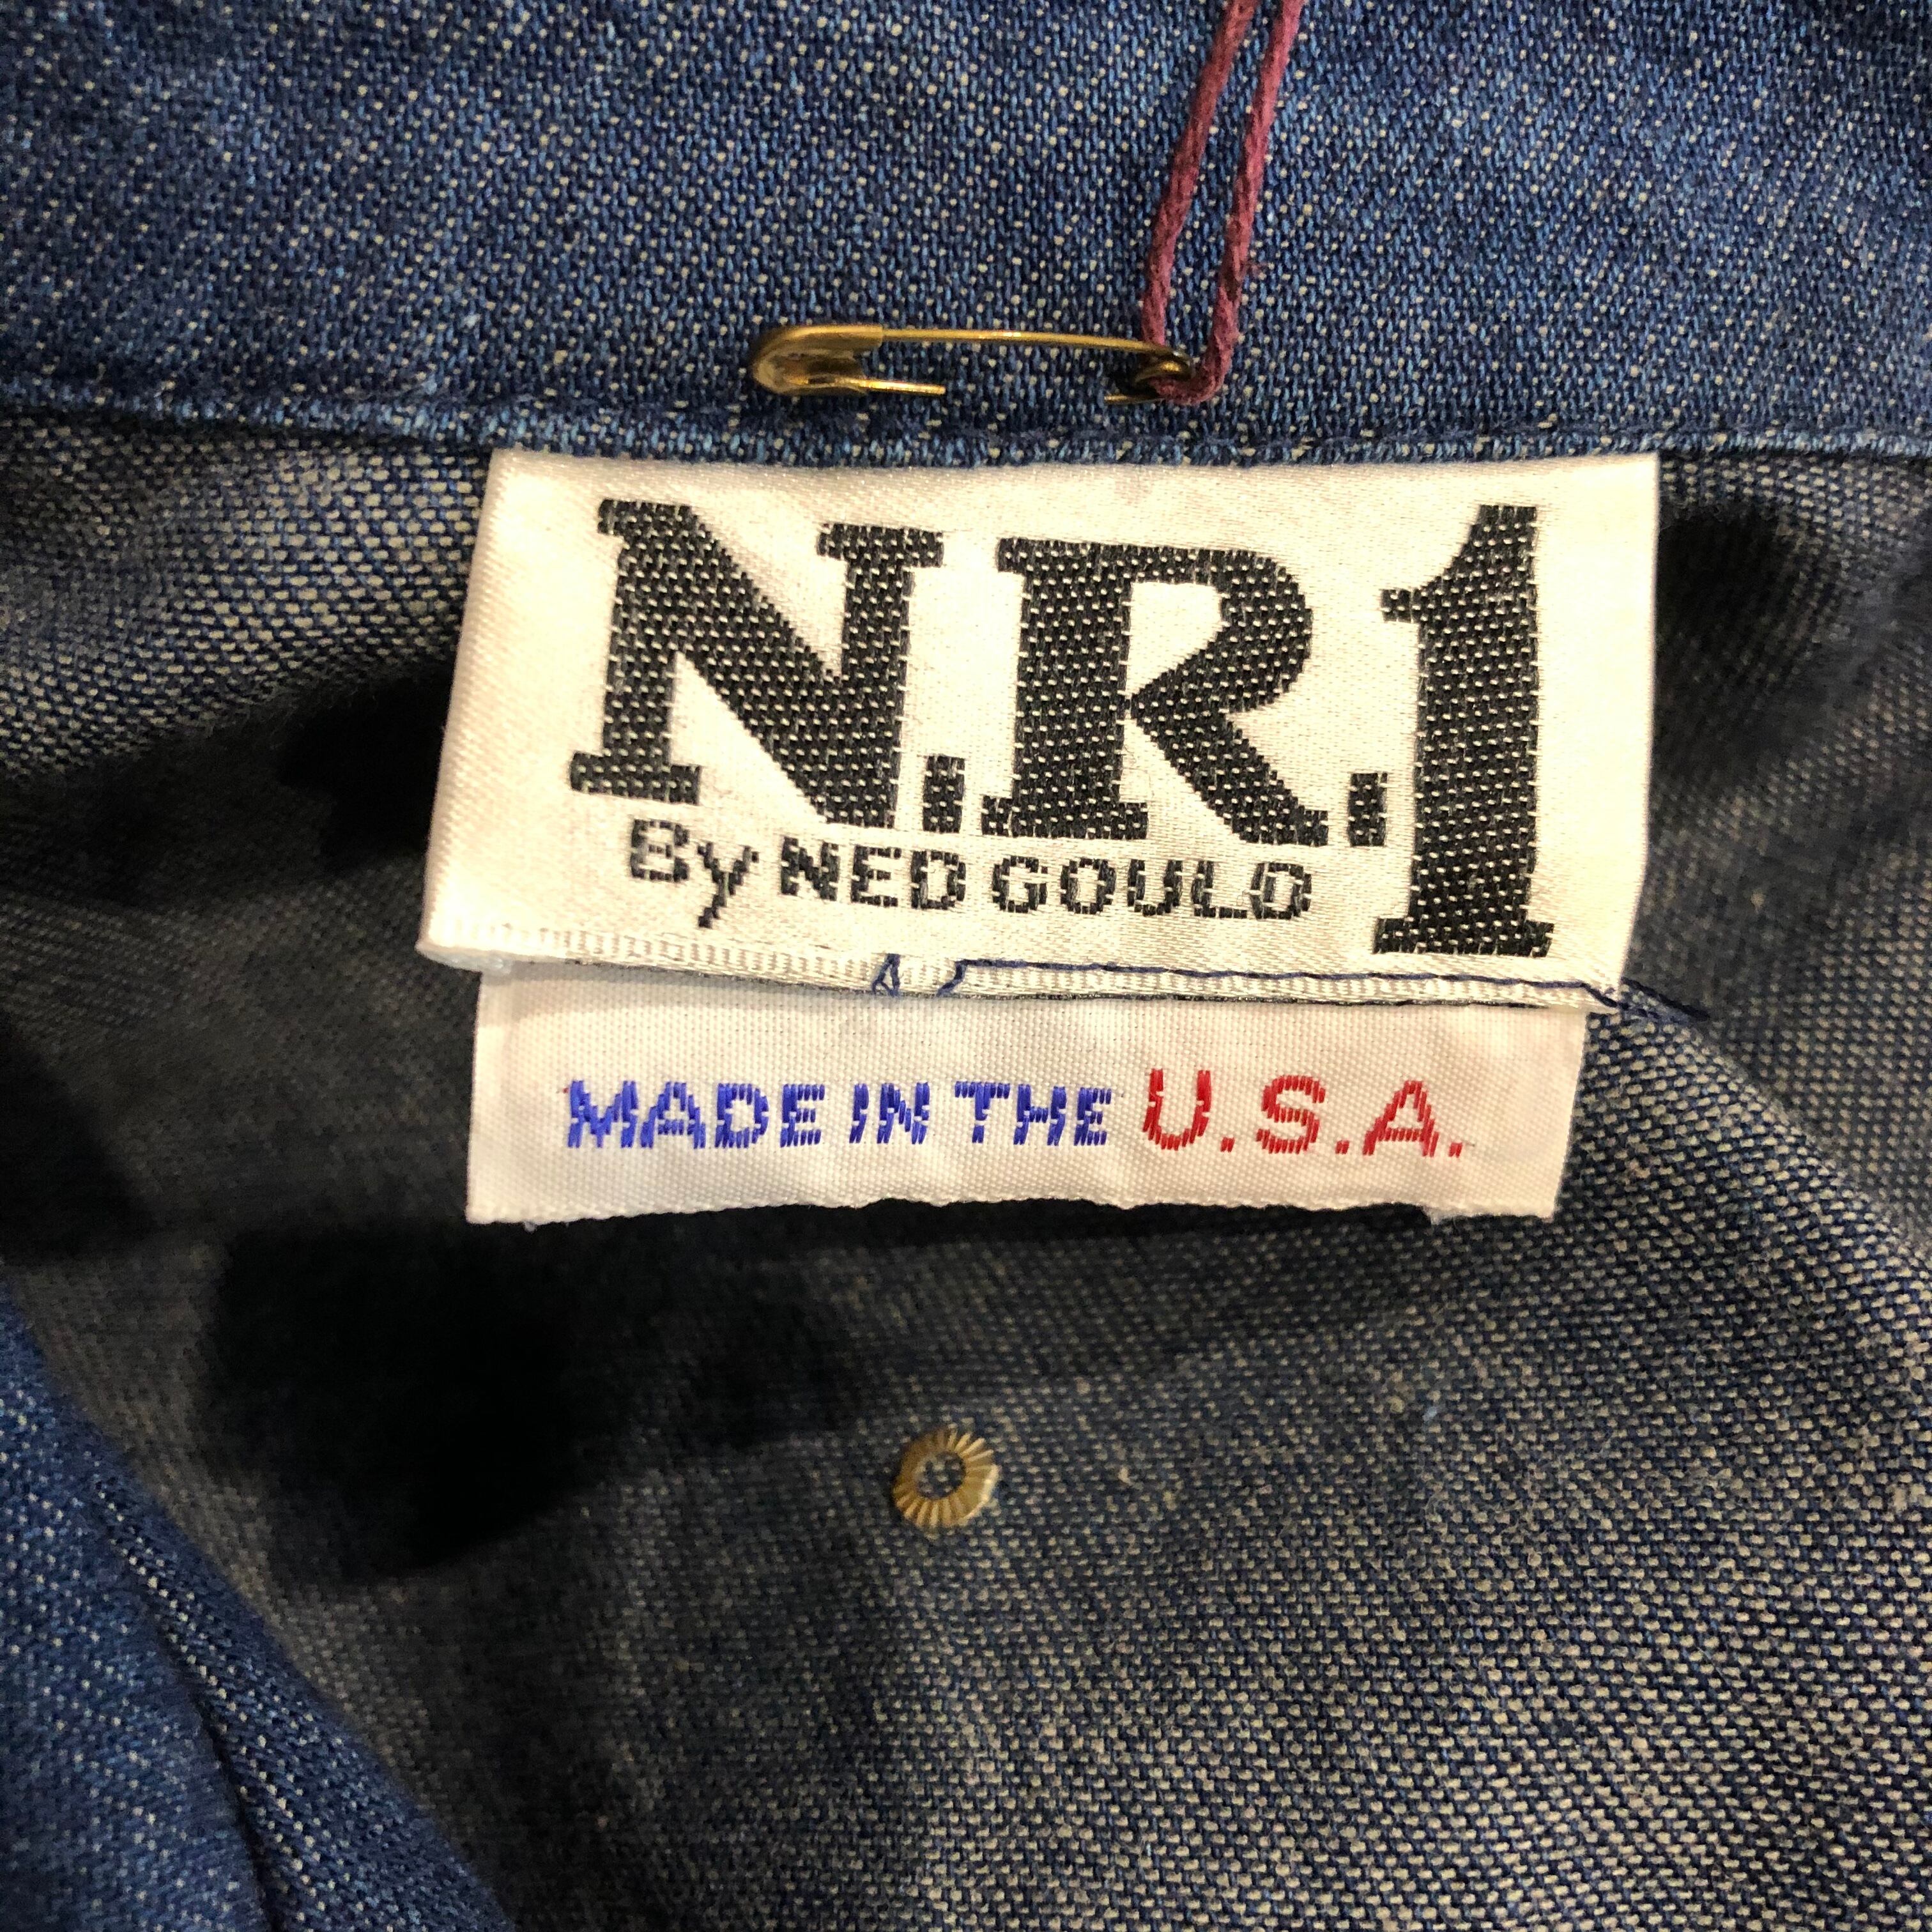 N.R.1
By NED GOULD
MADE IN THE U.S.A.